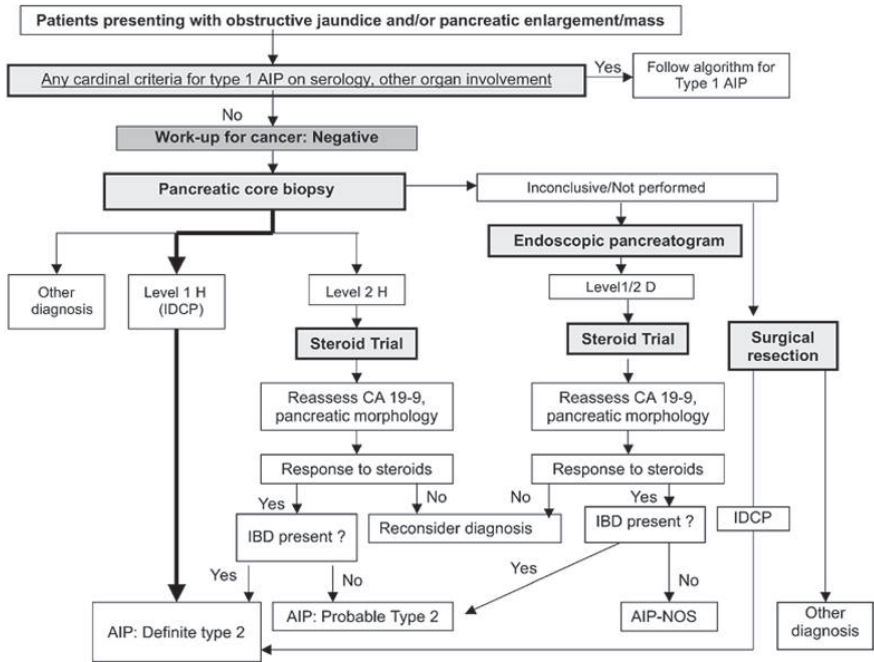 Patients presenting with obstructive jaundice and/or pancreatic enlargement/mass
Any cardinal criteria for type 1 AIP on serology, other organ involvement
Yes
Follow algorithm for
Type 1 AIP
No
Work-up for cancer: Negative
Pancreatic core biopsy
Inconclusive/Not performed
Endoscopic pancreatogram
Other
diagnosis
Level 1 H
(IDCP)
Level 2 H
Level1/2 D
Steroid Trial
Steroid Trial
Surgical
resection
Reassess CA 19-9,
pancreatic morphology
Reassess CA 19-9,
pancreatic morphology
Response to steroids
Response to steroids
Yes
No
No
Yes
IBD present ?
Reconsider diagnosis
IBD present ?
IDCP
Yes
No
Yes
No
AIP: Definite type 2
AIP: Probable Type 2
AIP-NOS
Other
diagnosis